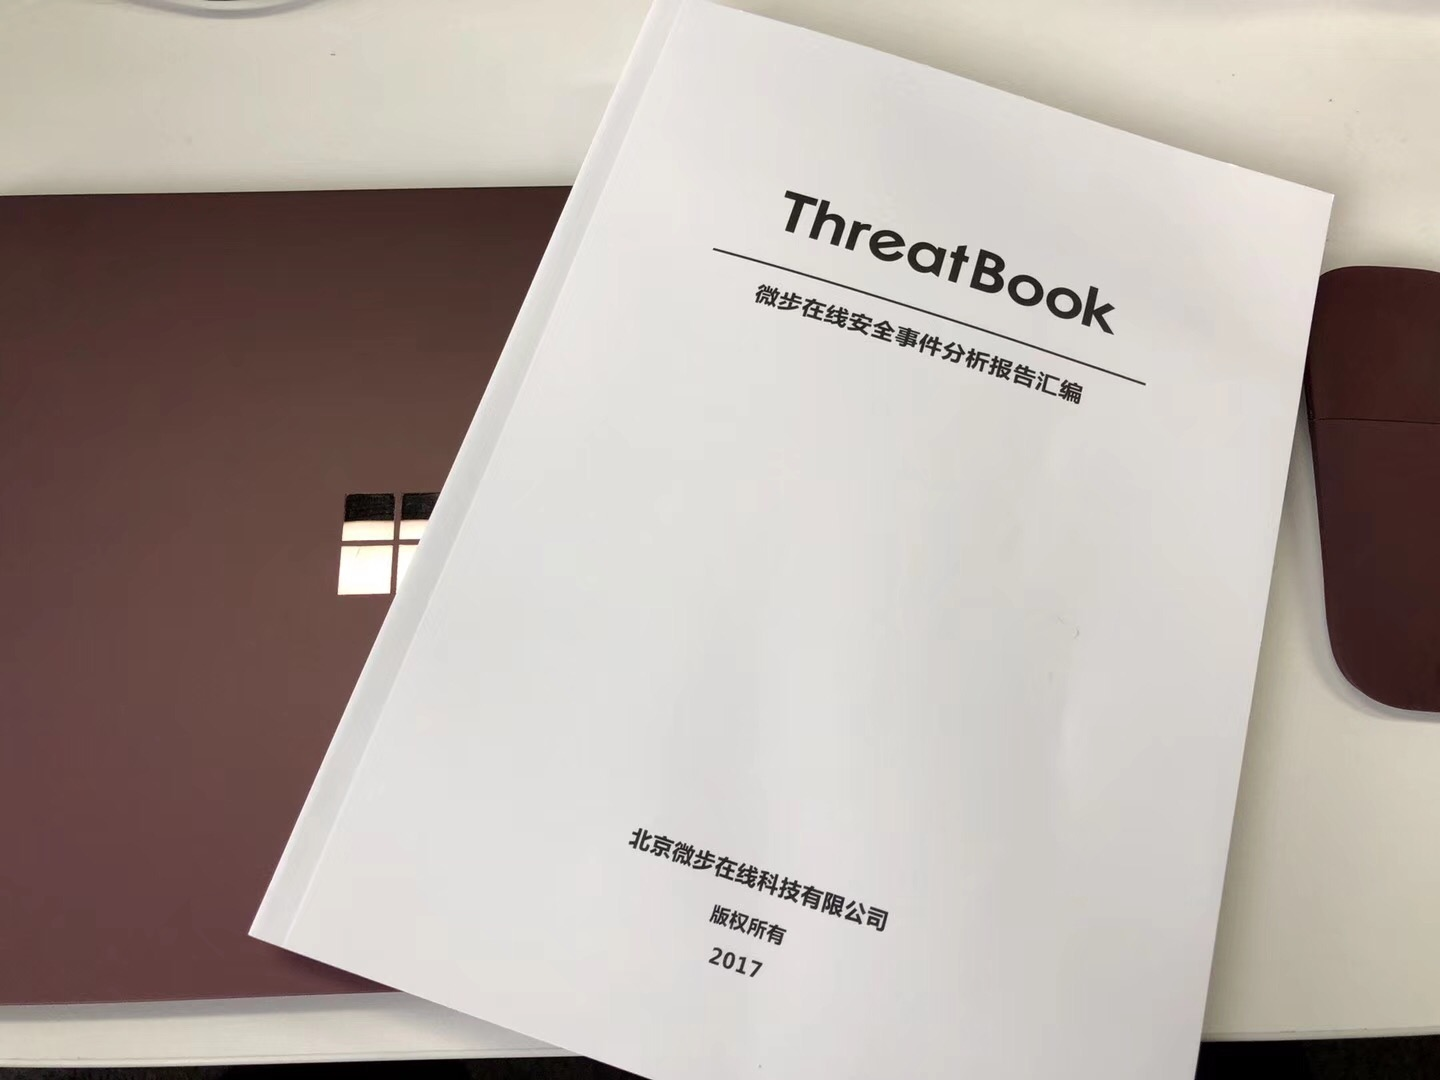 ThreatBook
微步在线安全事件分析报告汇编
北京微步在线科技有限公司
版权所有
2017